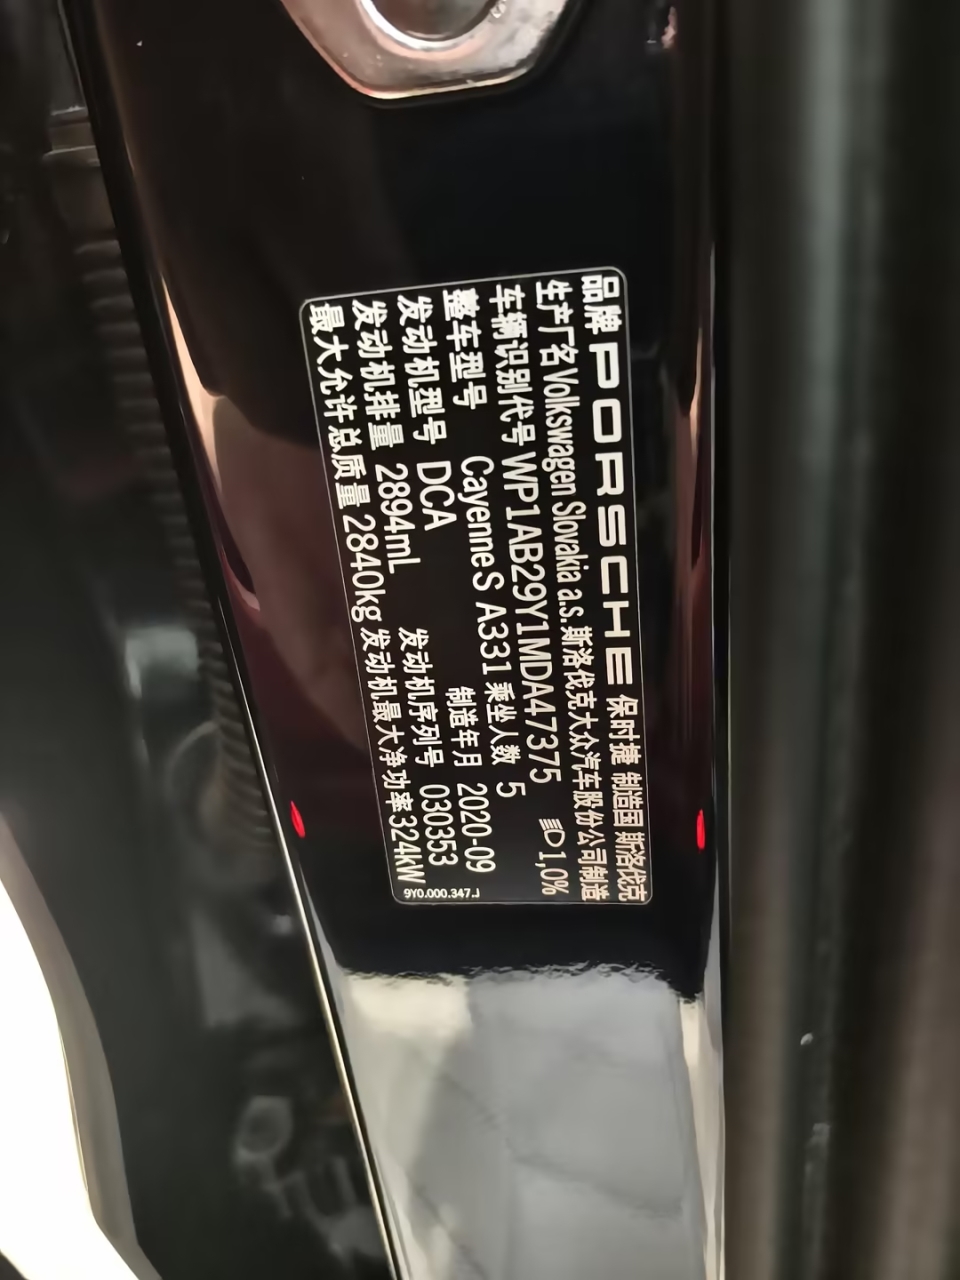 品牌 PORSCHE 保时捷 制造国 斯洛伐克
生产厂名 Volkswagen Slovakia a.s. 斯洛伐克大众汽车股份公司制造
车辆识别代号 WP1AB29Y1MDA47375 1,0%
整车型号 Cayenne S A331 乘坐人数 5
发动机型号 DCA 制造年月 2020-09
发动机排量 2894mL 发动机序列号 030353
最大允许总质量 2840kg 发动机最大净功率 324kW
9Y0.000.347.J